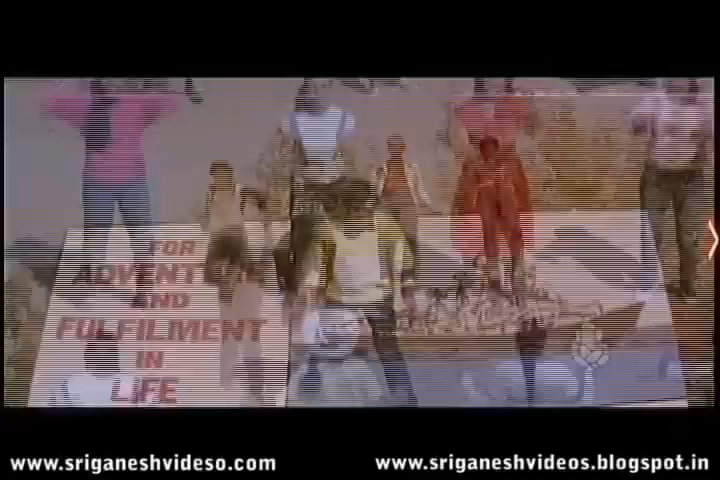 FOR
ADVENTURE
AND
FULFILMENT
IN
LIFE
www.sriganeshvideso.com
www.sriganeshvideos.blogspot.in